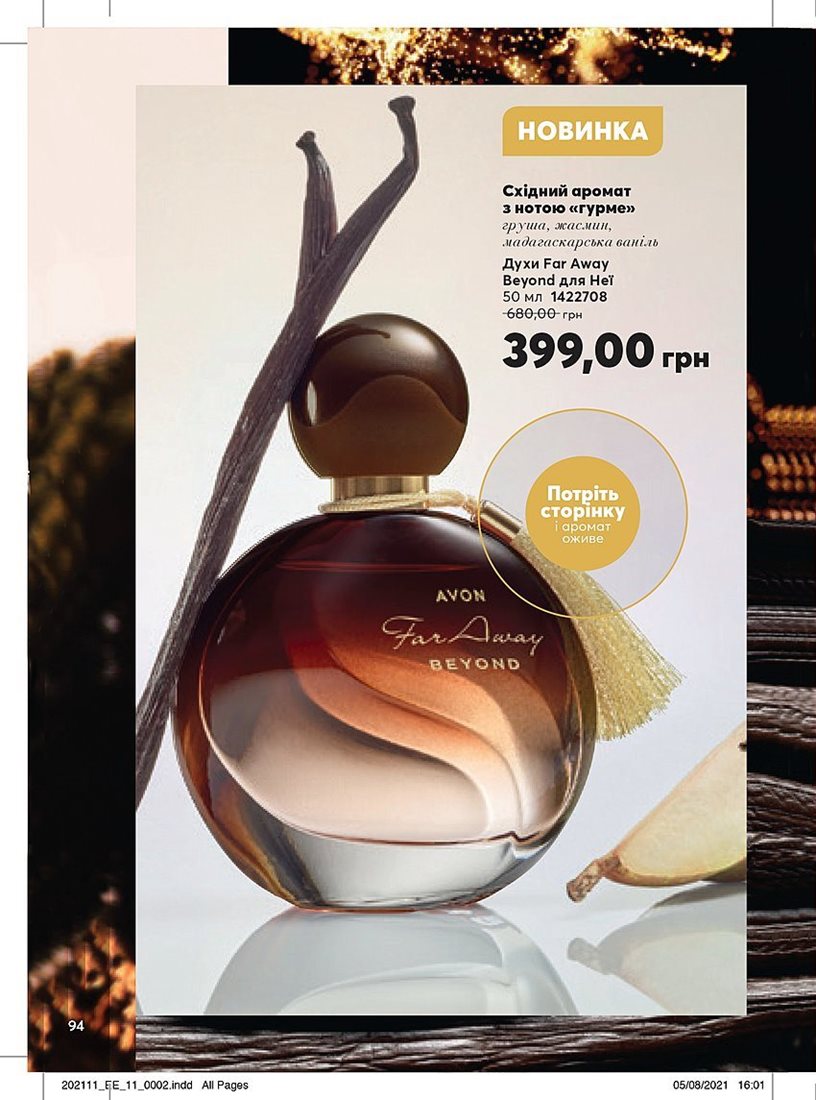 НОВИНКА
Східний аромат
з нотою «гурме»
груша, жасмин,
мадагаскарська ваніль
Духи Far Away
Beyond для Неї
50 мл 1422708
680,00 грн
399,00 грн
Потріть
сторінку
і аромат
оживе
AVON
Far Away
BEYOND
94
202111_EE_11_0002.indd All Pages
05/08/2021 16:01